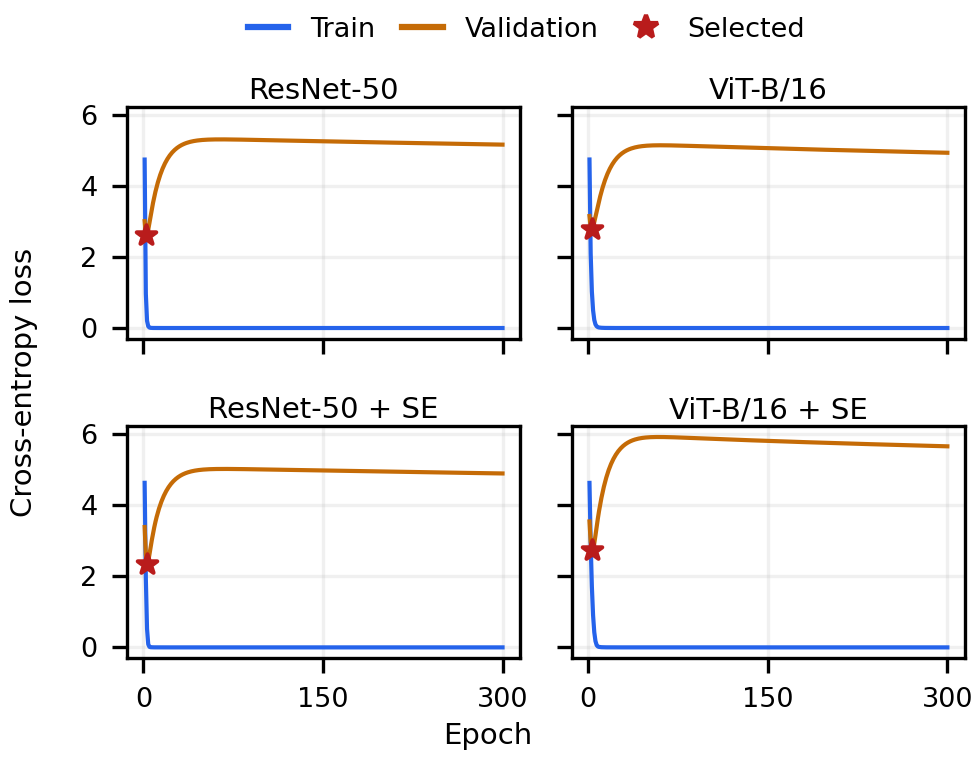 Train Validation Selected
ResNet-50 ViT-B/16
6
4
2
0
ResNet-50 + SE ViT-B/16 + SE
6
4
2
0
0 150 300 0 150 300
Cross-entropy loss
Epoch